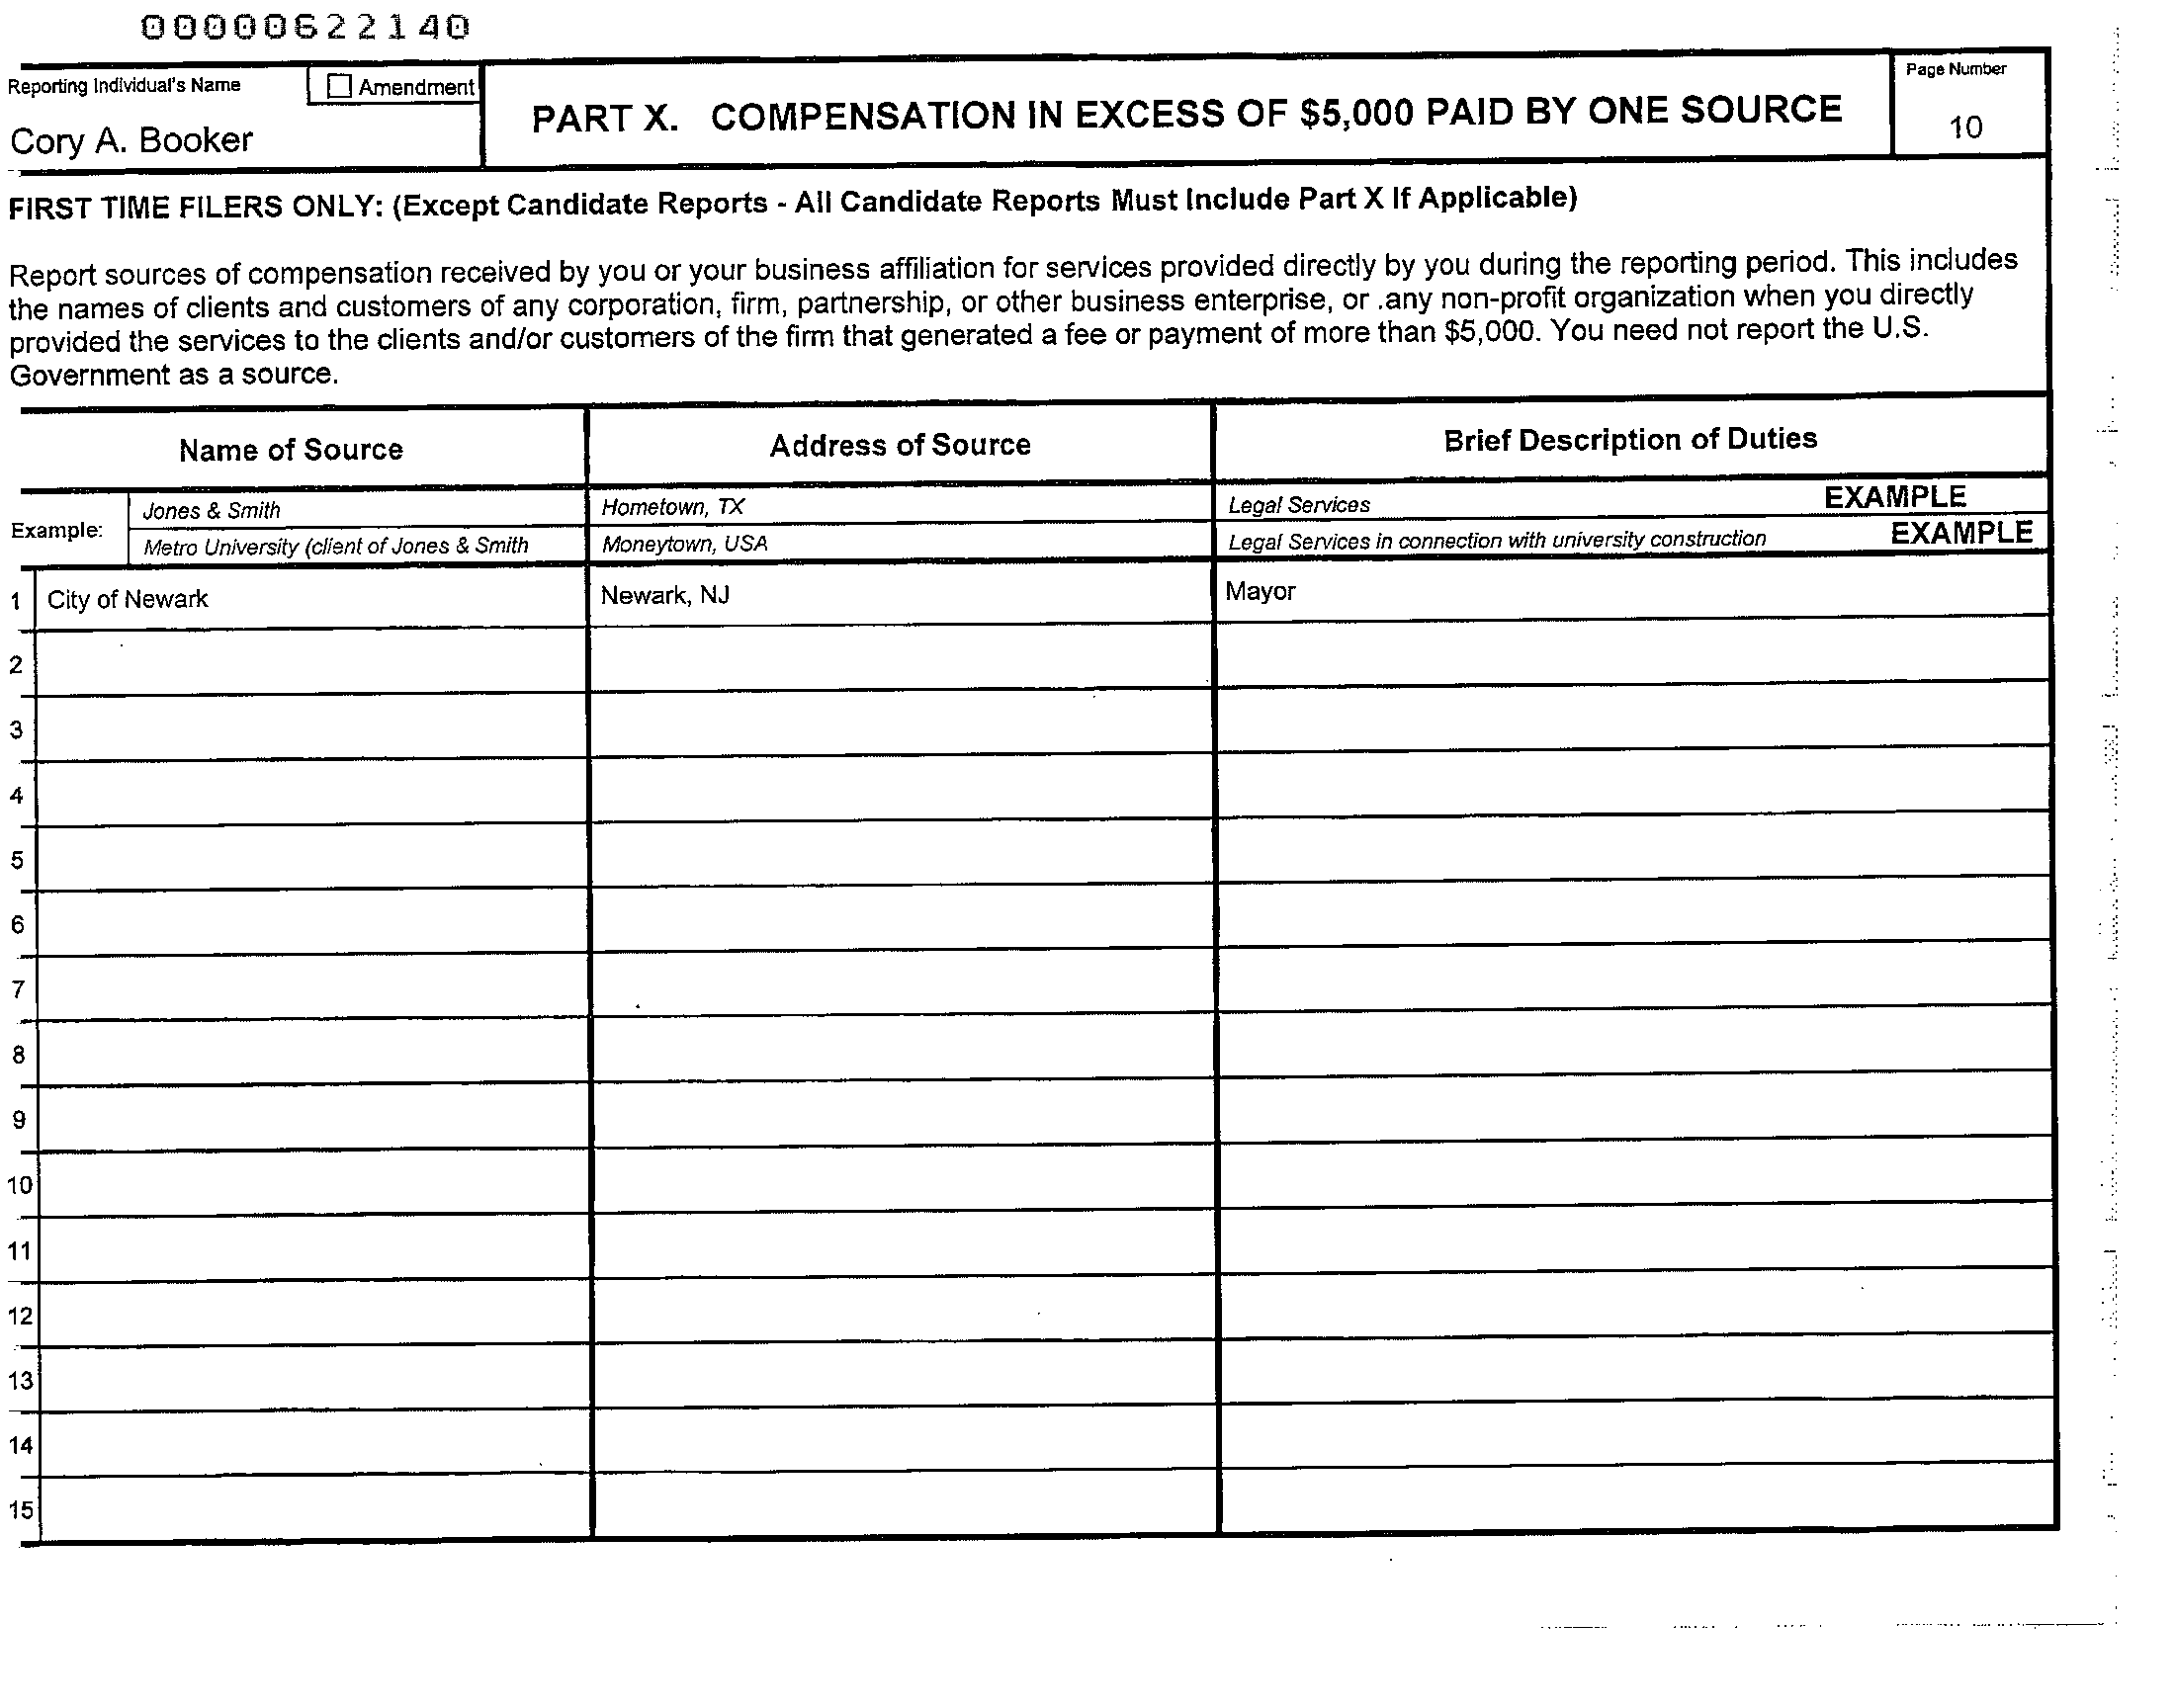 00000622140
Reporting Individual's Name
Amendment
Cory A. Booker
PART X. COMPENSATION IN EXCESS OF $5,000 PAID BY ONE SOURCE
Page Number
10
FIRST TIME FILERS ONLY: (Except Candidate Reports - All Candidate Reports Must Include Part X If Applicable)
Report sources of compensation received by you or your business affiliation for services provided directly by you during the reporting period. This includes
the names of clients and customers of any corporation, firm, partnership, or other business enterprise, or .any non-profit organization when you directly
provided the services to the clients and/or customers of the firm that generated a fee or payment of more than $5,000. You need not report the U.S.
Government as a source.
Name of Source Address of Source Brief Description of Duties
Example:
Jones & Smith Hometown, TX Legal Services EXAMPLE
Metro University (client of Jones & Smith Moneytown, USA Legal Services in connection with university construction EXAMPLE
1 City of Newark Newark, NJ Mayor
2
3
4
5
6
7
8
9
10
11
12
13
14
15